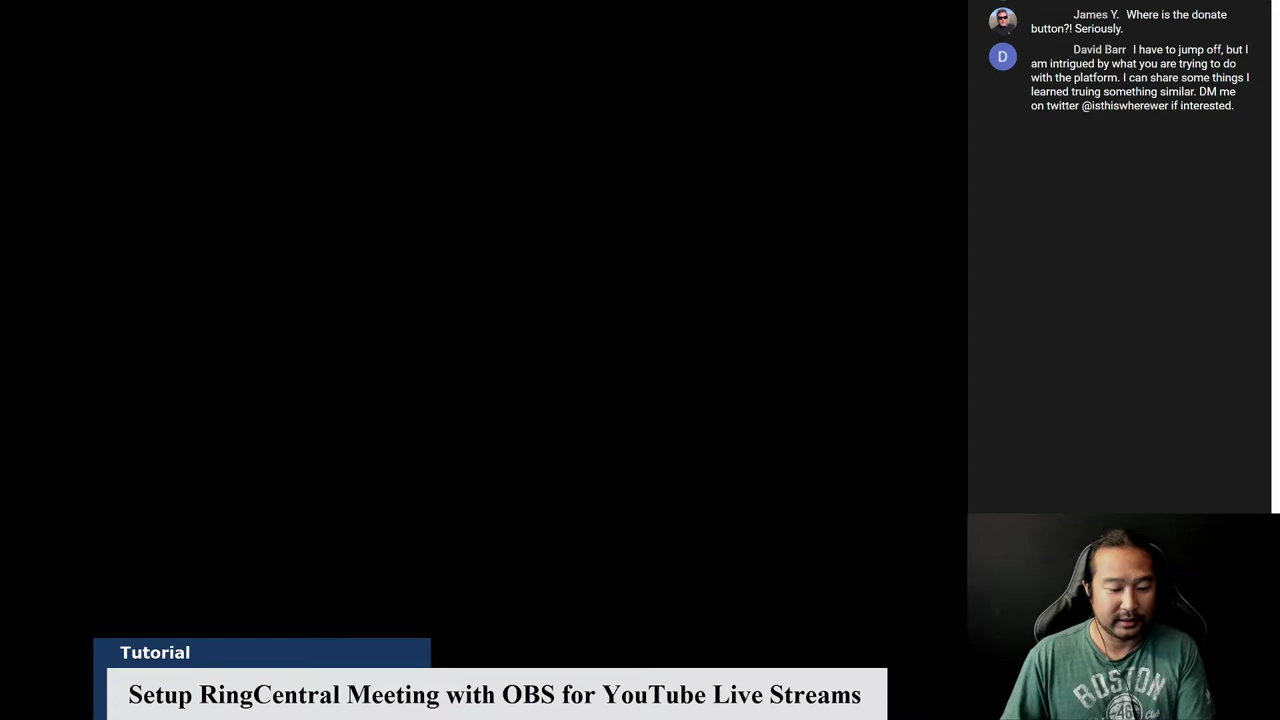 James Y. Where is the donate
button?! Seriously.
D
David Barr I have to jump off, but I
am intrigued by what you are trying to do
with the platform. I can share some things I
learned truing something similar. DM me
on twitter @isthiswherewer if interested.
Tutorial
Setup RingCentral Meeting with OBS for YouTube Live Streams
BOSTON
46
Club